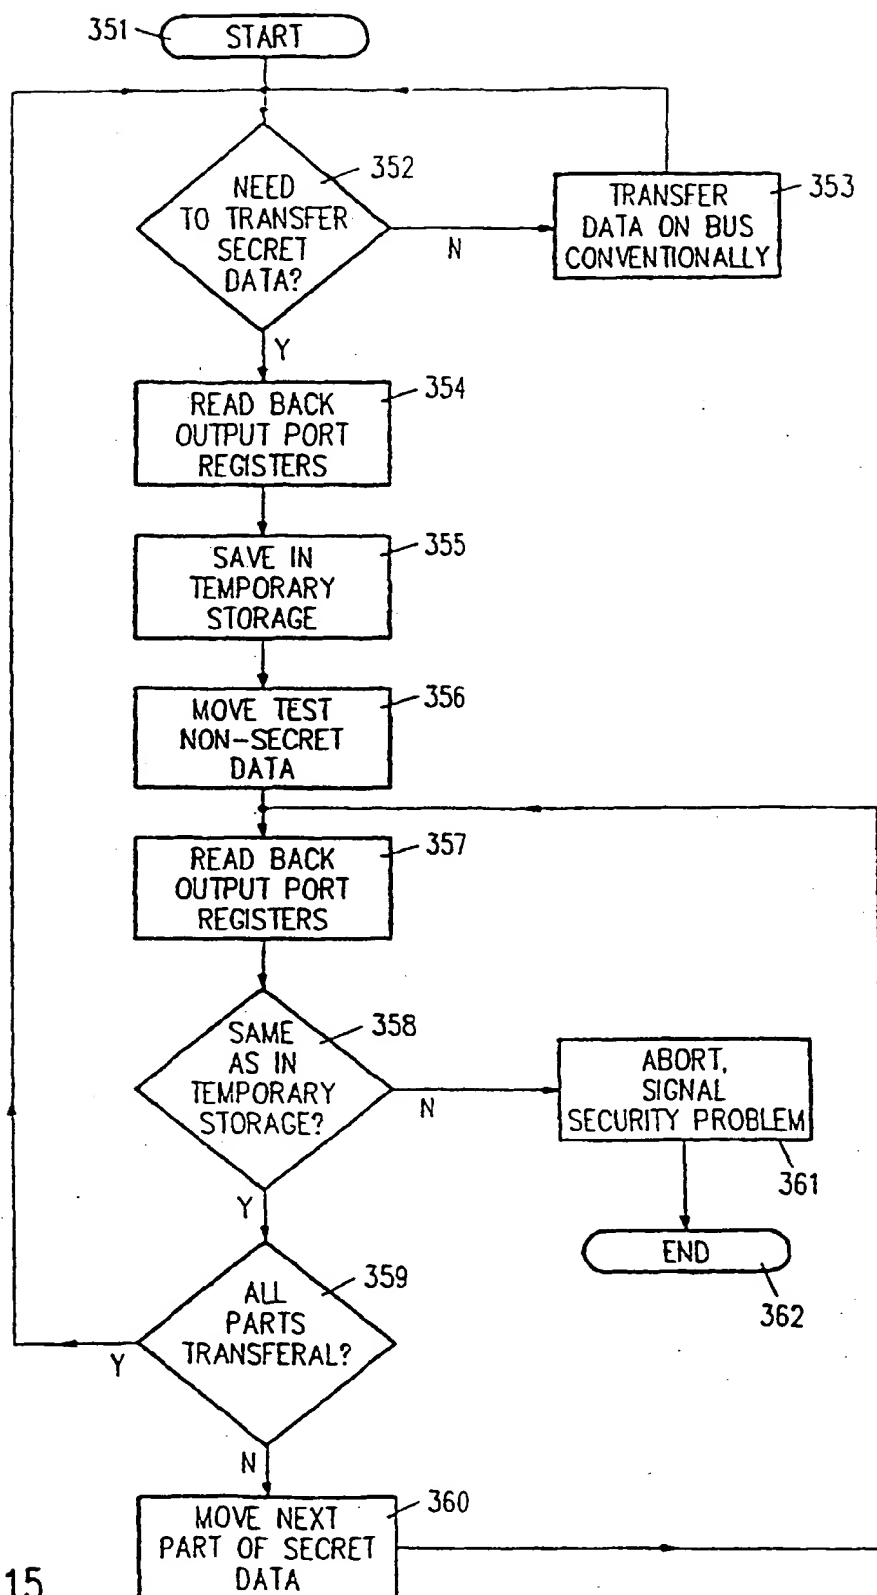 351
START
352
NEED
TO TRANSFER
SECRET
DATA?
N
Y
353
TRANSFER
DATA ON BUS
CONVENTIONALLY
354
READ BACK
OUTPUT PORT
REGISTERS
355
SAVE IN
TEMPORARY
STORAGE
356
MOVE TEST
NON-SECRET
DATA
357
READ BACK
OUTPUT PORT
REGISTERS
358
SAME
AS IN
TEMPORARY
STORAGE?
N
Y
ABORT,
SIGNAL
SECURITY PROBLEM
361
END
362
359
ALL
PARTS
TRANSFERAL?
Y
N
360
MOVE NEXT
PART OF SECRET
DATA
15